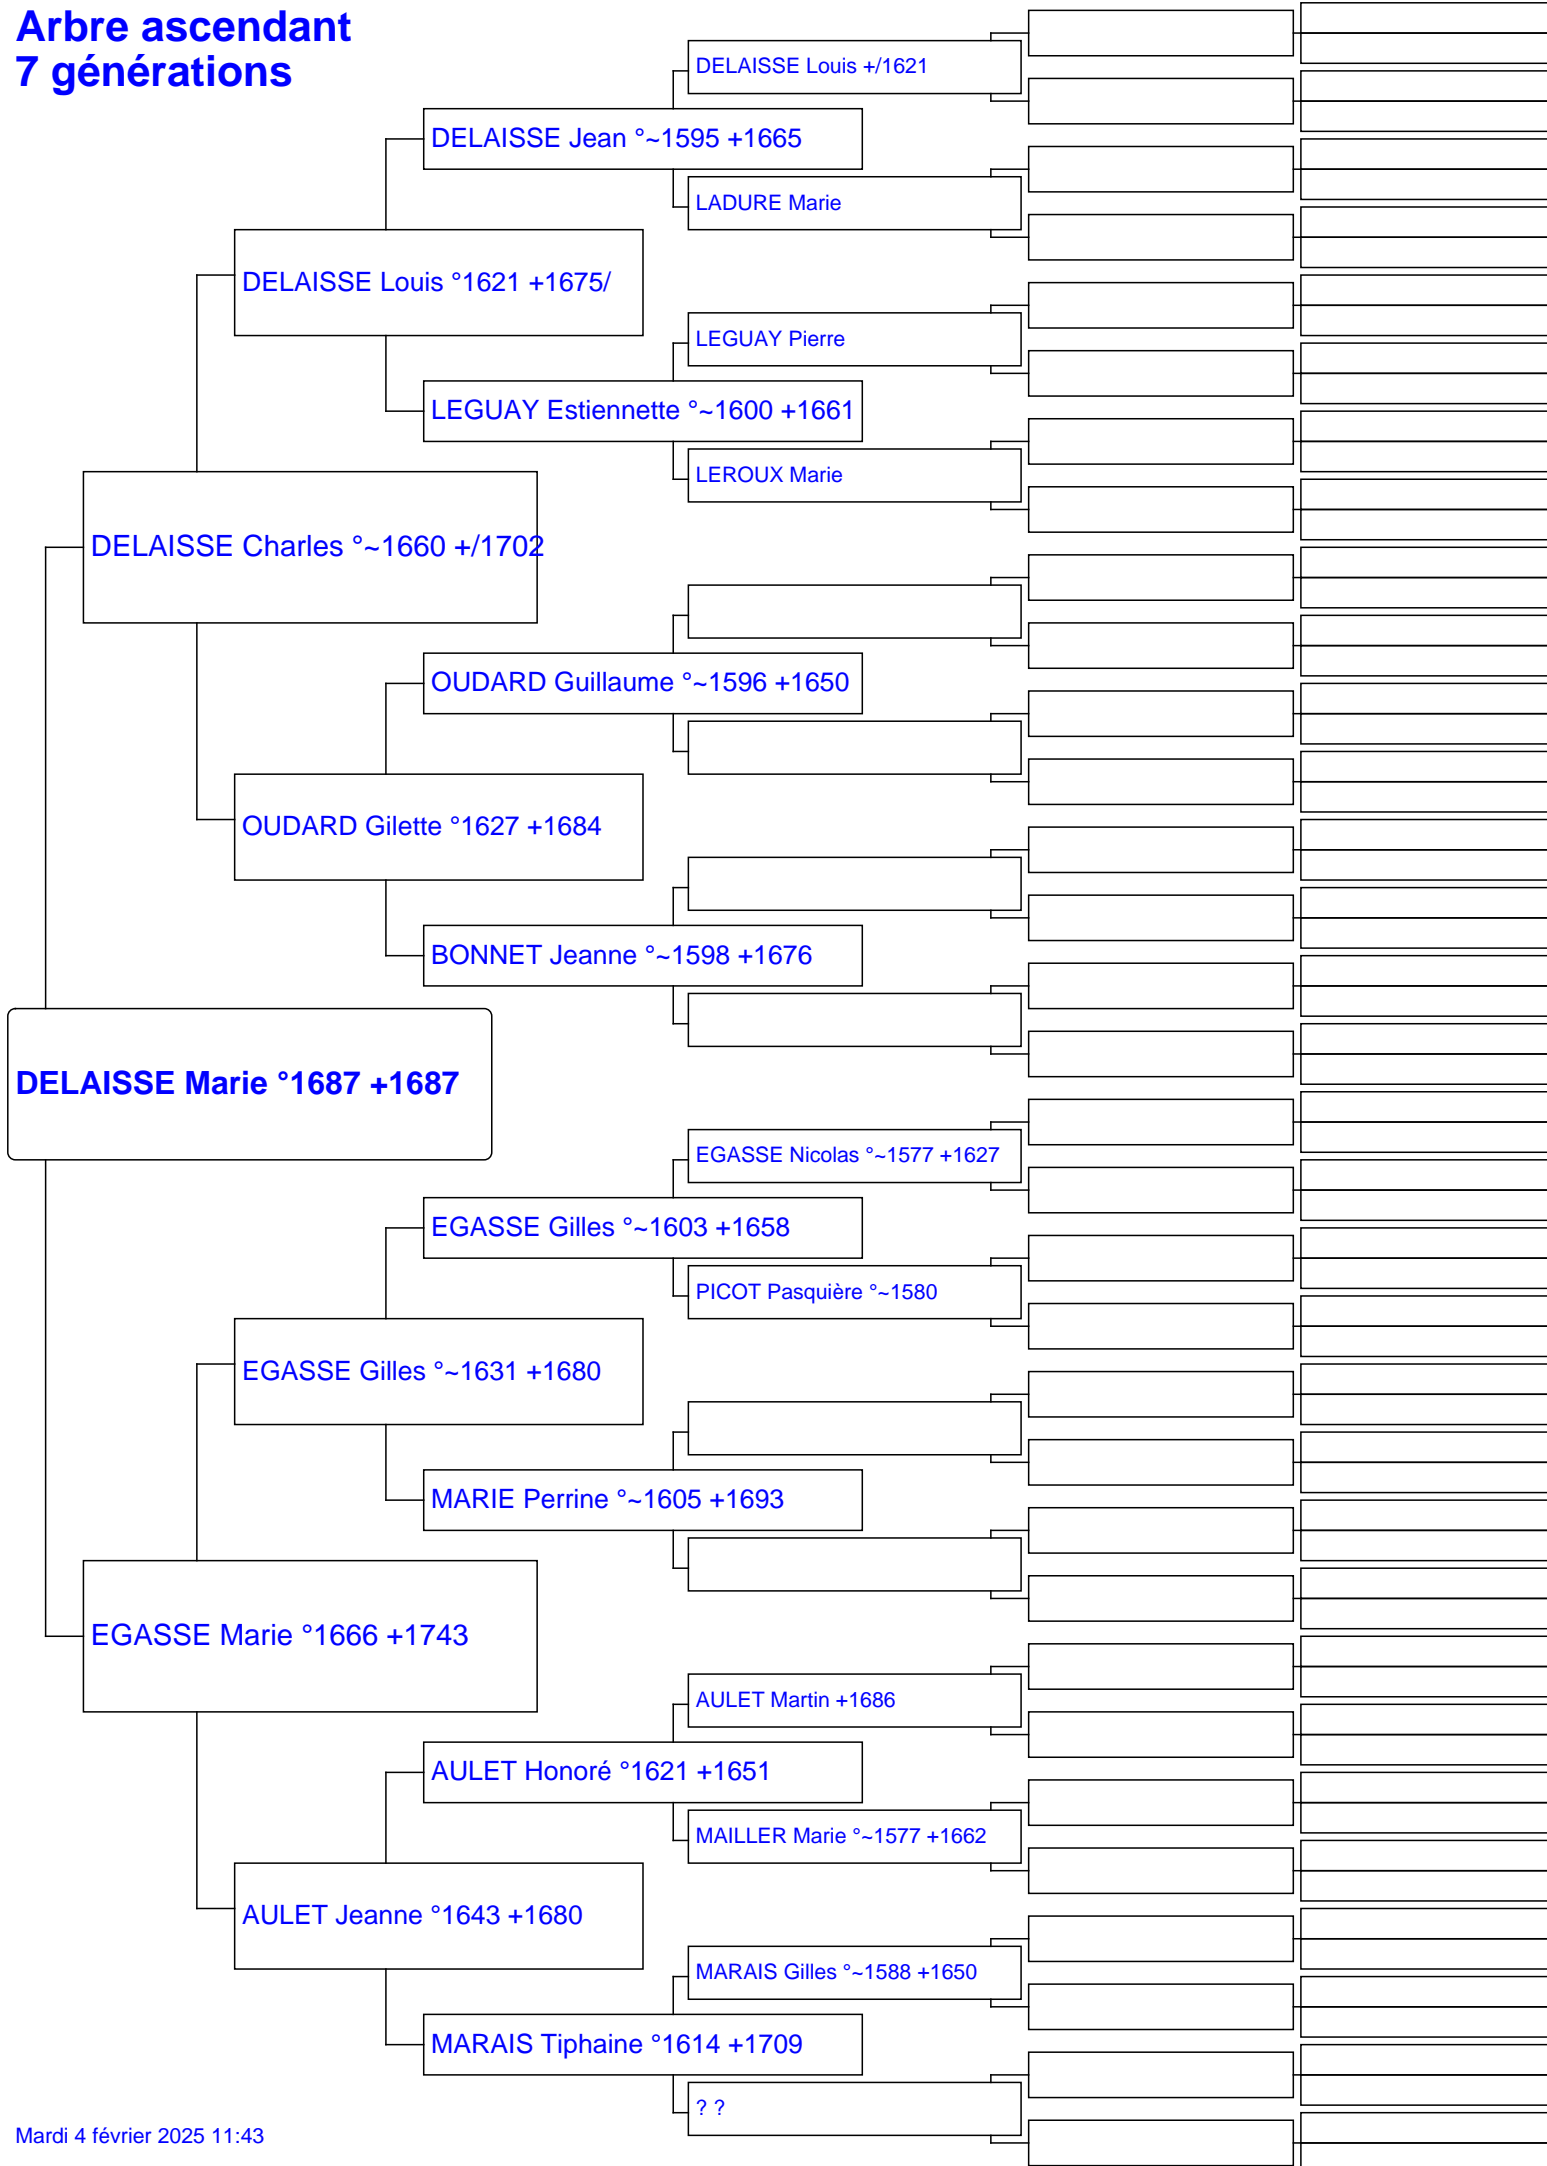 Arbre ascendant
7 générations
DELAISSE Louis +/1621
DELAISSE Jean °~1595 +1665
LADURE Marie
DELAISSE Louis °1621 +1675/
LEGUAY Pierre
LEGUAY Estiennette °~1600 +1661
LEROUX Marie
DELAISSE Charles °~1660 +/1702
OUDARD Guillaume °~1596 +1650
OUDARD Gilette °1627 +1684
BONNET Jeanne °~1598 +1676
DELAISSE Marie °1687 +1687
EGASSE Nicolas °~1577 +1627
EGASSE Gilles °~1603 +1658
PICOT Pasquière °~1580
EGASSE Gilles °~1631 +1680
MARIE Perrine °~1605 +1693
EGASSE Marie °1666 +1743
AULET Martin +1686
AULET Honoré °1621 +1651
MAILLER Marie °~1577 +1662
AULET Jeanne °1643 +1680
MARAIS Gilles °~1588 +1650
MARAIS Tiphaine °1614 +1709
? ?
Mardi 4 février 2025 11:43